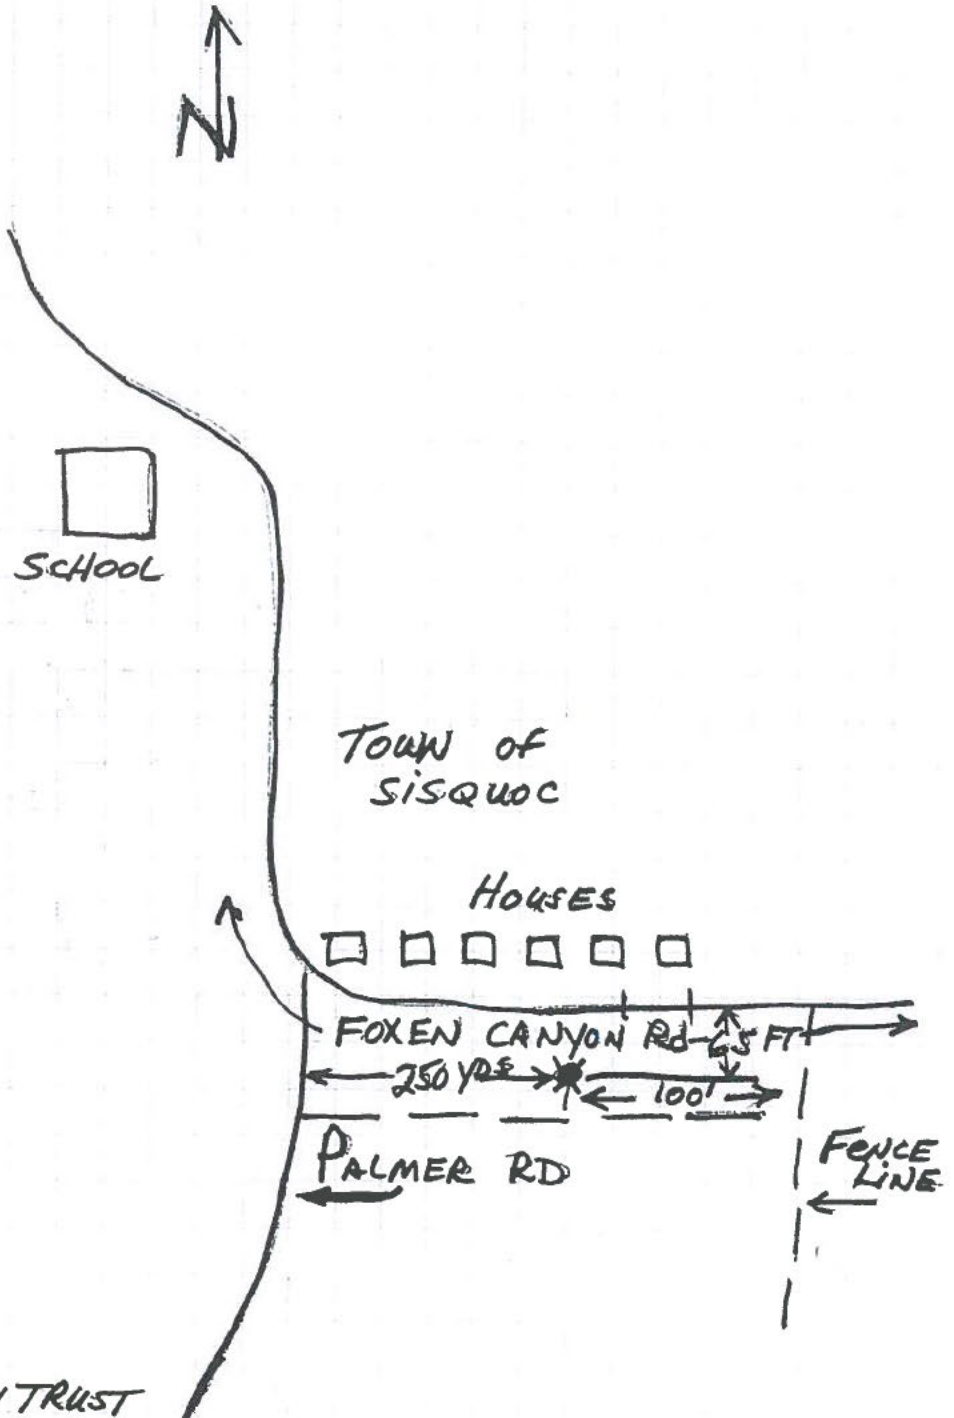 N
SCHOOL
TOWN OF
SISQUOC
HOUSES
FOXEN CANYON Rd
65 FT
250 YDS
100'
PALMER RD
FENCE
LINE
TRUST